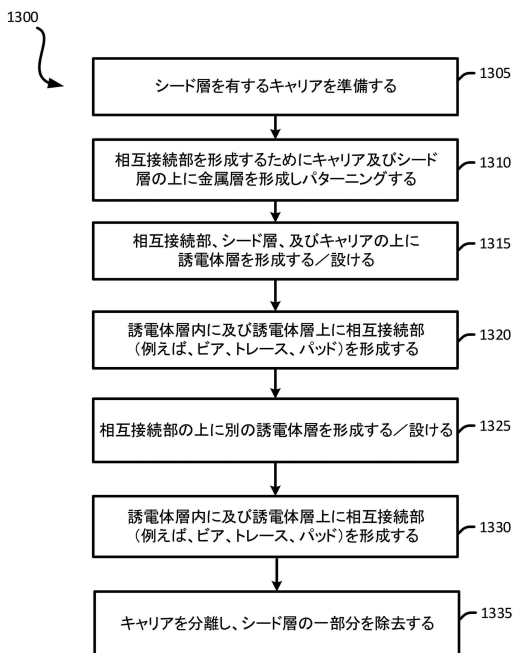 1300
シード層を有するキャリアを準備する
1305
相互接続部を形成するためにキャリア及びシード
層の上に金属層を形成しパターニングする
1310
相互接続部、シード層、及びキャリアの上に
誘電体層を形成する／設ける
1315
誘電体層内に及び誘電体層上に相互接続部
(例えば、ビア、トレース、パッド)を形成する
1320
相互接続部の上に別の誘電体層を形成する／設ける
1325
誘電体層内に及び誘電体層上に相互接続部
(例えば、ビア、トレース、パッド)を形成する
1330
キャリアを分離し、シード層の一部分を除去する
1335